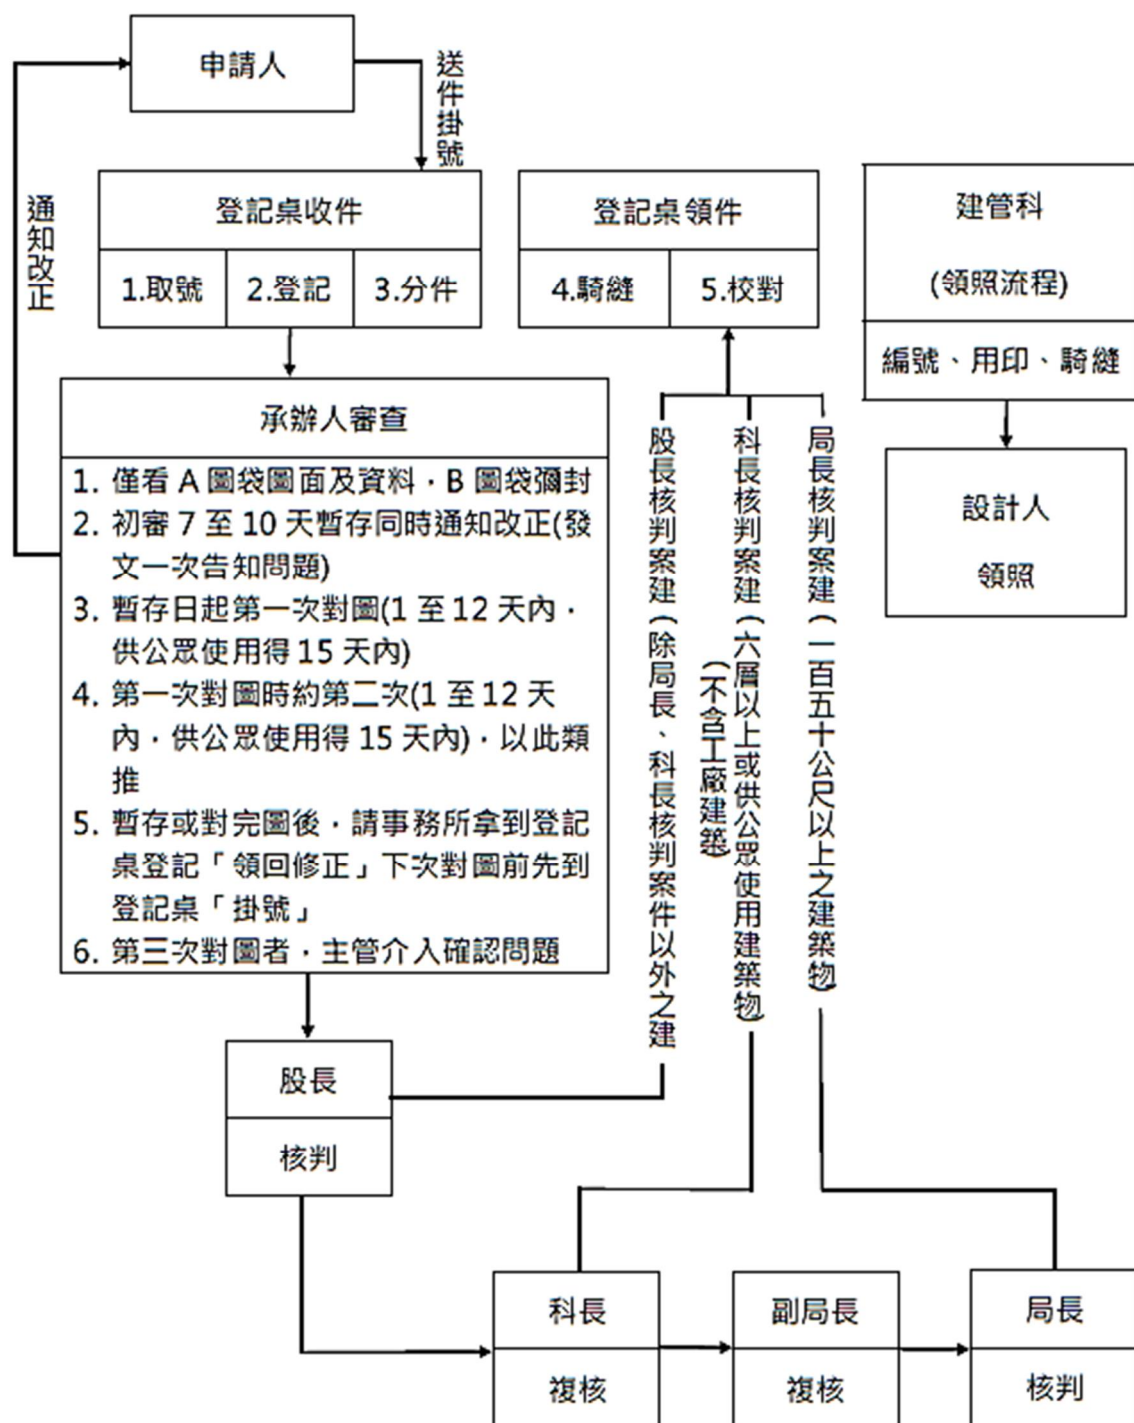 申請人
送件掛號
通知改正
登記桌收件
1.取號
2.登記
3.分件
登記桌領件
4.騎縫
5.校對
建管科
(領照流程)
編號、用印、騎縫
設計人
領照
承辦人審查
1. 僅看 A 圖袋圖面及資料,B 圖袋彌封
2. 初審 7 至 10 天暫存同時通知改正(發
文一次告知問題)
3. 暫存日起第一次對圖(1 至 12 天內,
供公眾使用得 15 天內)
4. 第一次對圖時約第二次(1 至 12 天
內,供公眾使用得 15 天內),以此類
推
5. 暫存或對完圖後,請事務所拿到登記
桌登記「領回修正」下次對圖前先到
登記桌「掛號」
6. 第三次對圖者,主管介入確認問題
股長核判案建(除局長、科長核判案件以外之建
科長核判案建(六層以上或供公眾使用建築物)
(不含工廠建築)
局長核判案建(一百五十公尺以上之建築物)
股長
核判
科長
複核
副局長
複核
局長
核判